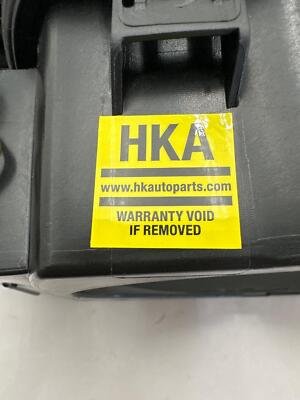 HKA
www.hkautoparts.com
WARRANTY VOID
IF REMOVED